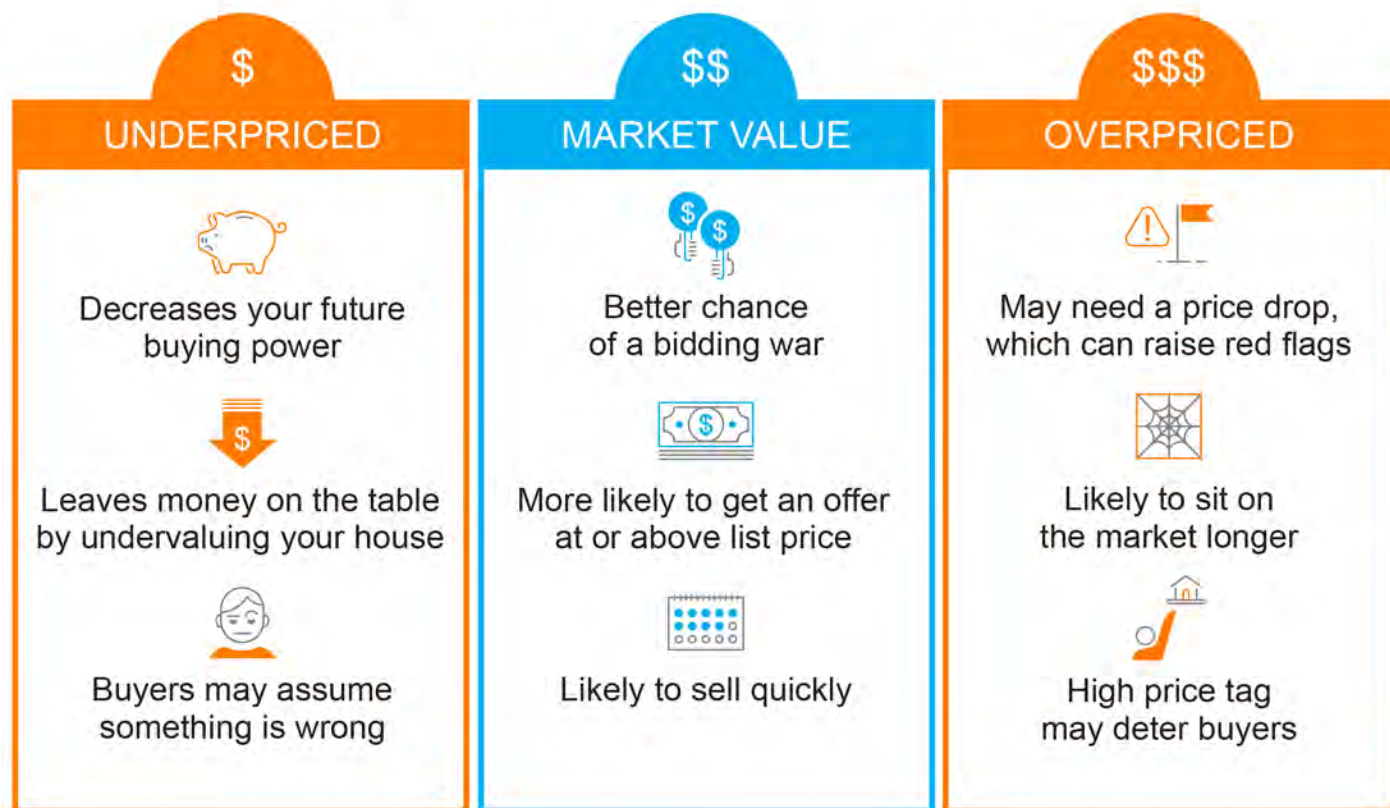 $
UNDERPRICED
Decreases your future
buying power
$
Leaves money on the table
by undervaluing your house
Buyers may assume
something is wrong
$$
MARKET VALUE
$
$
Better chance
of a bidding war
$
More likely to get an offer
at or above list price
Likely to sell quickly
$$$
OVERPRICED
!
May need a price drop,
which can raise red flags
Likely to sit on
the market longer
High price tag
may deter buyers